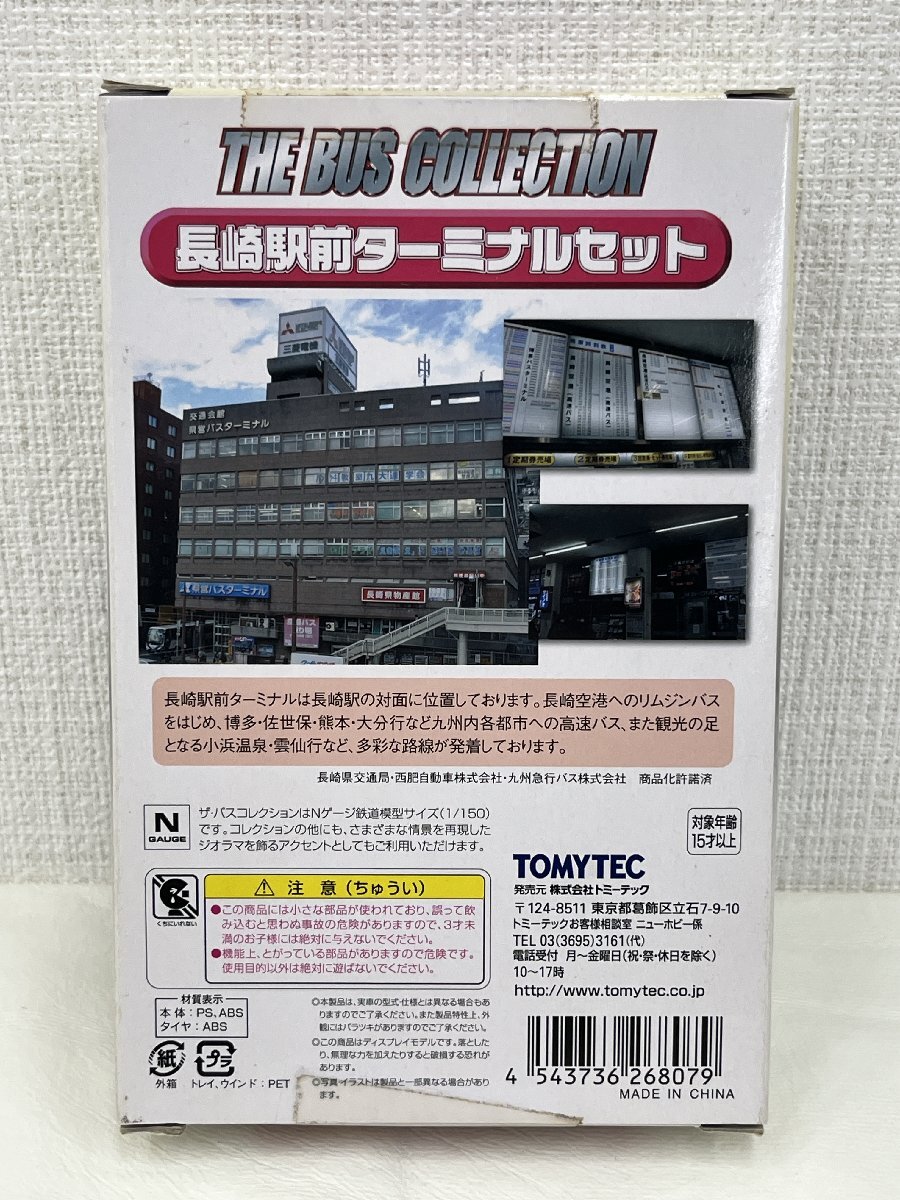 THE BUS COLLECTION
長崎駅前ターミナルセット
三菱電機
交通会館
県営バスターミナル
県営バスターミナル
長崎県物産館
1定期券売場
2定期券売場
長崎駅前ターミナルは長崎駅の対面に位置しております。長崎空港へのリムジンバス
をはじめ、博多・佐世保・熊本・大分行など九州内各都市への高速バス、また観光の足
となる小浜温泉・雲仙行など、多彩な路線が発着しております。
長崎県交通局・西肥自動車株式会社・九州急行バス株式会社 商品化許諾済
N
GAUGE
ザ・バスコレクションはNゲージ鉄道模型サイズ(1/150)
です。コレクションの他にも、さまざまな情景を再現した
ジオラマを飾るアクセントとしてもご利用いただけます。
対象年齢
15才以上
くちにいれない
注意(ちゅうい)
●この商品には小さな部品が使われており、誤って飲
み込むと思わぬ事故の危険がありますので、3才未
満のお子様には絶対に与えないでください。
●機能上、とがっている部品がありますので危険です。
使用目的以外は絶対に遊ばないでください。
TOMYTEC
発売元 株式会社トミーテック
〒124-8511 東京都葛飾区立石7-9-10
トミーテックお客様相談室 ニューホビー係
TEL 03(3695)3161(代)
電話受付 月〜金曜日(祝・祭・休日を除く)
10〜17時
http://www.tomytec.co.jp
材質表示
本体:PS、ABS
タイヤ:ABS
紙
外箱
プラ
トレイ、ウインド:PET
◎本製品は、実車の型式・仕様とは異なる場合もあ
りますのでご了承ください。また製品特性上、外
観にはバラツキがありますのでご了承ください。
◎この商品はディスプレイモデルです。落とした
り、無理な力を加えたりすると破損する恐れが
あります。
◎写真・イラストは製品と一部異なる場合があり
ます。
4 543736 268079
MADE IN CHINA